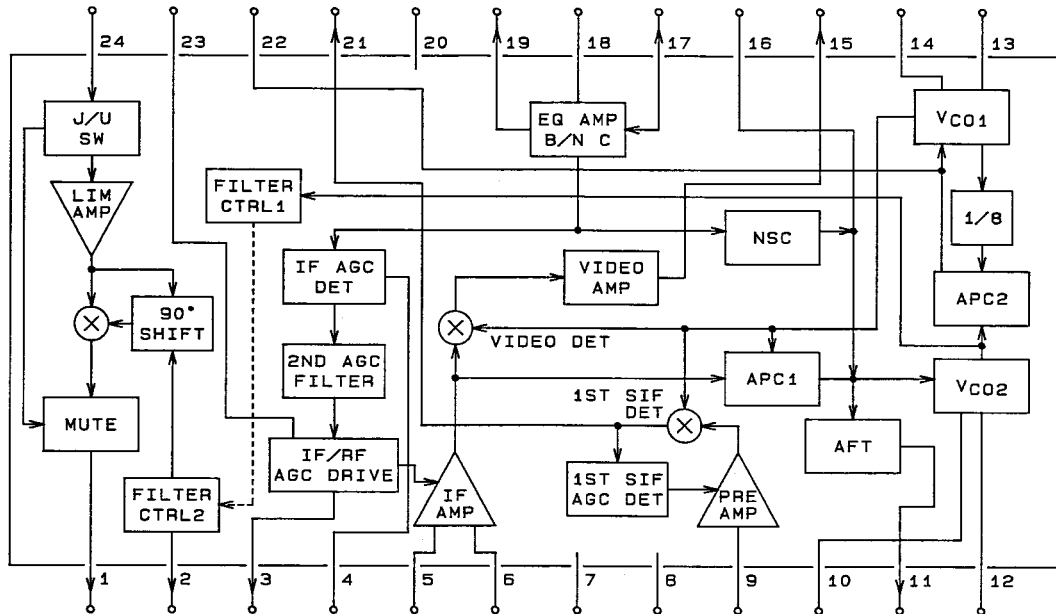 24 23 22 21 20 19 18 17 16 15 14 13
J/U
SW
EQ AMP
B/N C
VCO1
LIM
AMP
FILTER
CTRL1
1/8
NSC
IF AGC
DET
VIDEO
AMP
APC2
90°
SHIFT
VIDEO DET
2ND AGC
FILTER
APC1
VCO2
1ST SIF
DET
MUTE
AFT
IF/RF
AGC DRIVE
1ST SIF
AGC DET
FILTER
CTRL2
IF
AMP
PRE
AMP
1 2 3 4 5 6 7 8 9 10 11 12